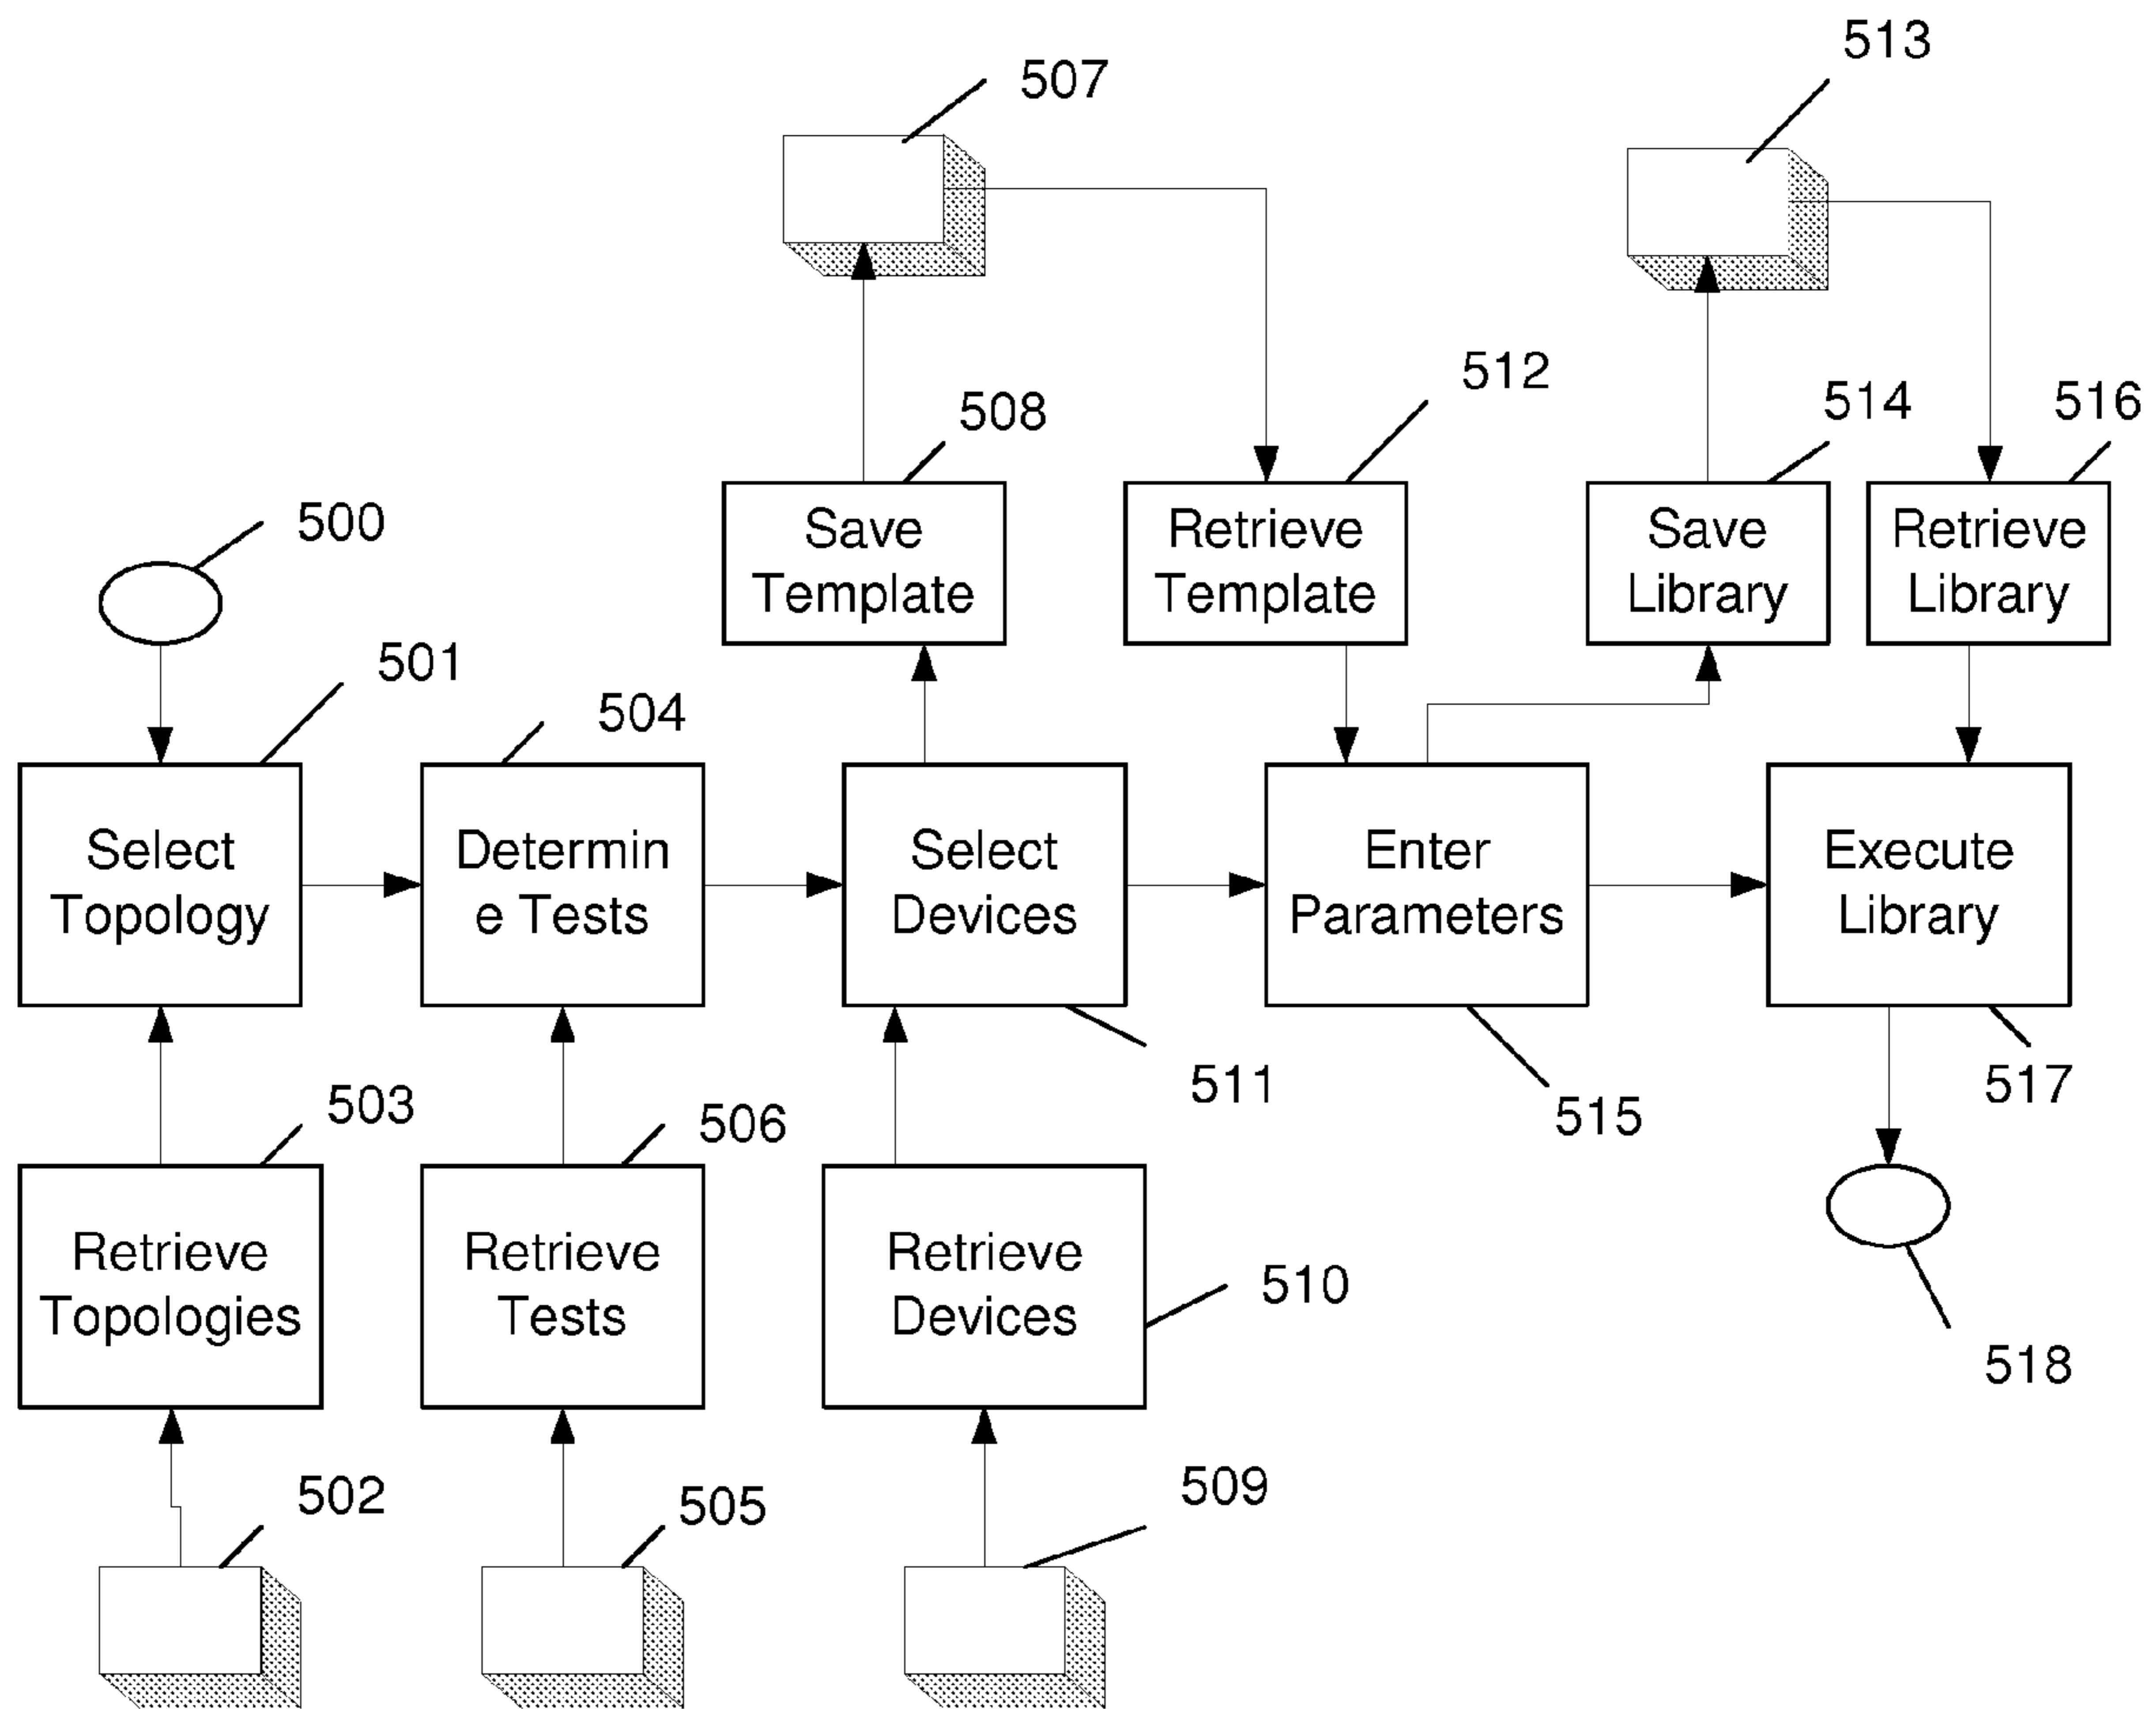 513
507
512
514
516
508
Save
Template
Retrieve
Template
Save
Library
Retrieve
Library
500
501
504
Select
Topology
Determin
e Tests
Select
Devices
Enter
Parameters
Execute
Library
511
515
517
503
506
Retrieve
Topologies
Retrieve
Tests
Retrieve
Devices
510
518
502
505
509